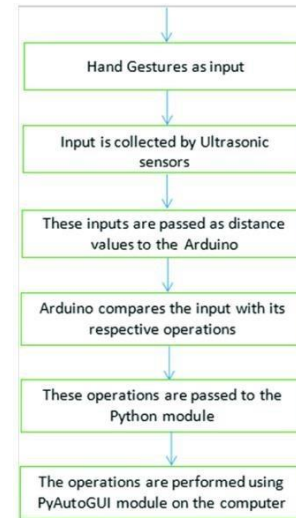 Hand Gestures as input
Input is collected by Ultrasonic
sensors
These inputs are passed as distance
values to the Arduino
Arduino compares the input with its
respective operations
These operations are passed to the
Python module
The operations are performed using
PyAutoGUI module on the computer